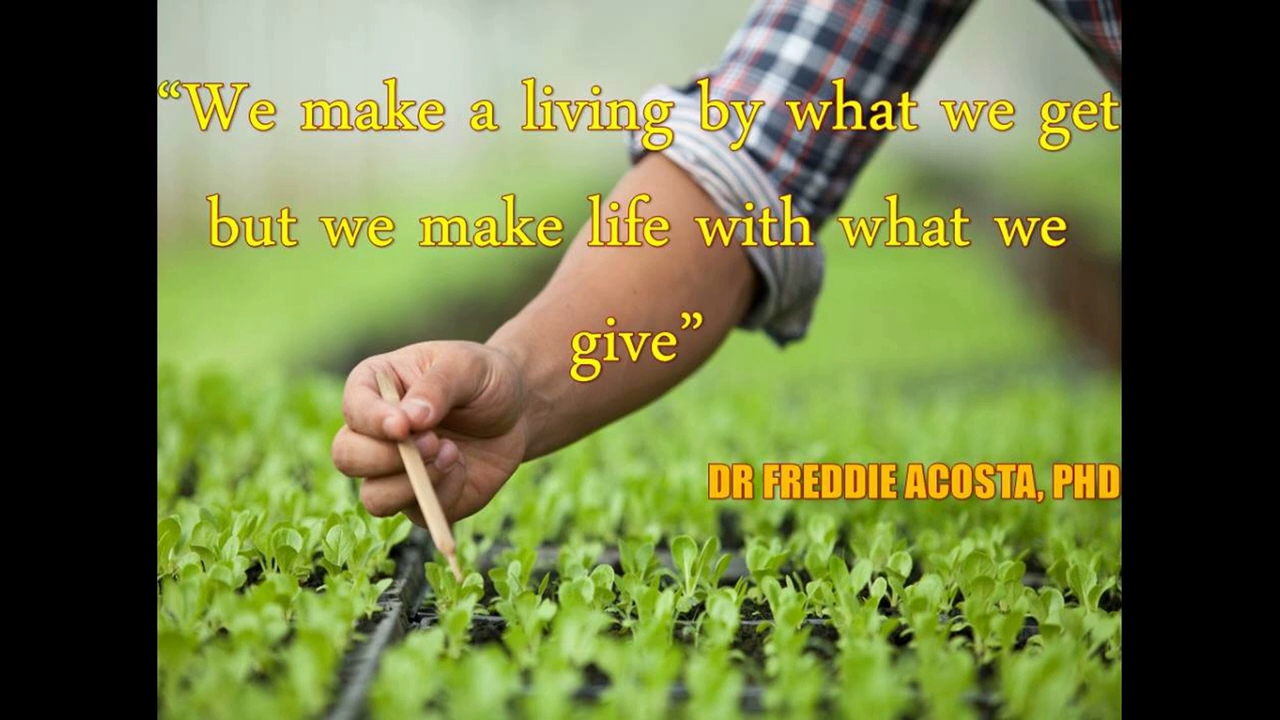 “We make a living by what we get
but we make life with what we
give”
DR FREDDIE ACOSTA, PHD